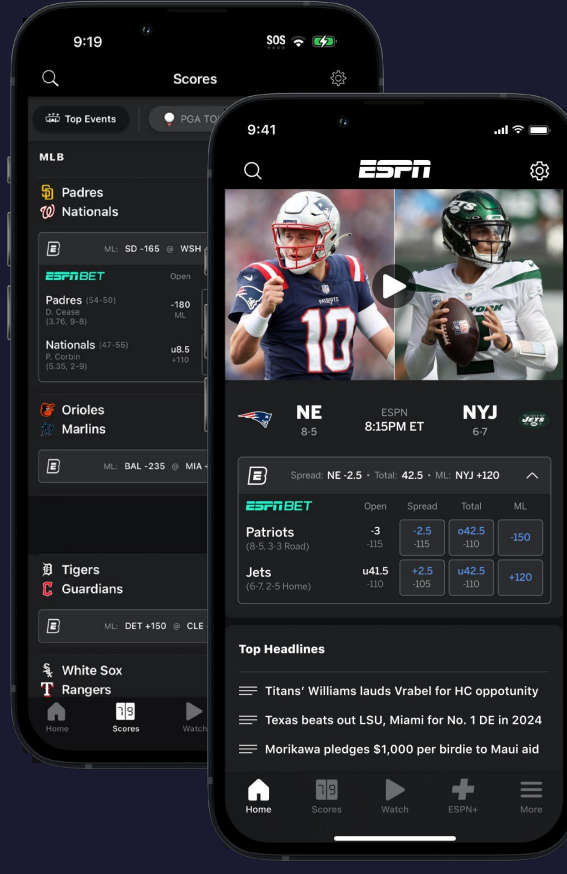 9:19
SOS
Scores
Top Events
PGA TO
MLB
Padres
Nationals
ML: SD -165 @ WSH
ESPN BET
Open
Padres (54-50)
D. Cease
(3.76, 9-8)
-180
ML
Nationals (47-55)
P. Corbin
(5.35, 2-9)
u8.5
+110
Orioles
Marlins
ML: BAL -235 @ MIA
Tigers
Guardians
ML: DET +150 @ CLE
White Sox
Rangers
Home
Scores
Watch
9:41
ESPN
PATRIOTS
10
YORK
NE
8-5
ESPN
8:15PM ET
NYJ
6-7
JETS
Spread: NE -2.5 • Total: 42.5 • ML: NYJ +120
ESPN BET Open Spread Total ML
Patriots
(8-5, 3-3 Road)
-3
-115
-2.5
-115
o42.5
-110
-150
Jets
(6-7. 2-5 Home)
u41.5
-110
+2.5
-105
u42.5
-110
+120
Top Headlines
Titans' Williams lauds Vrabel for HC oppotunity
Texas beats out LSU, Miami for No. 1 DE in 2024
Morikawa pledges $1,000 per birdie to Maui aid
Home
Scores
Watch
ESPN+
More